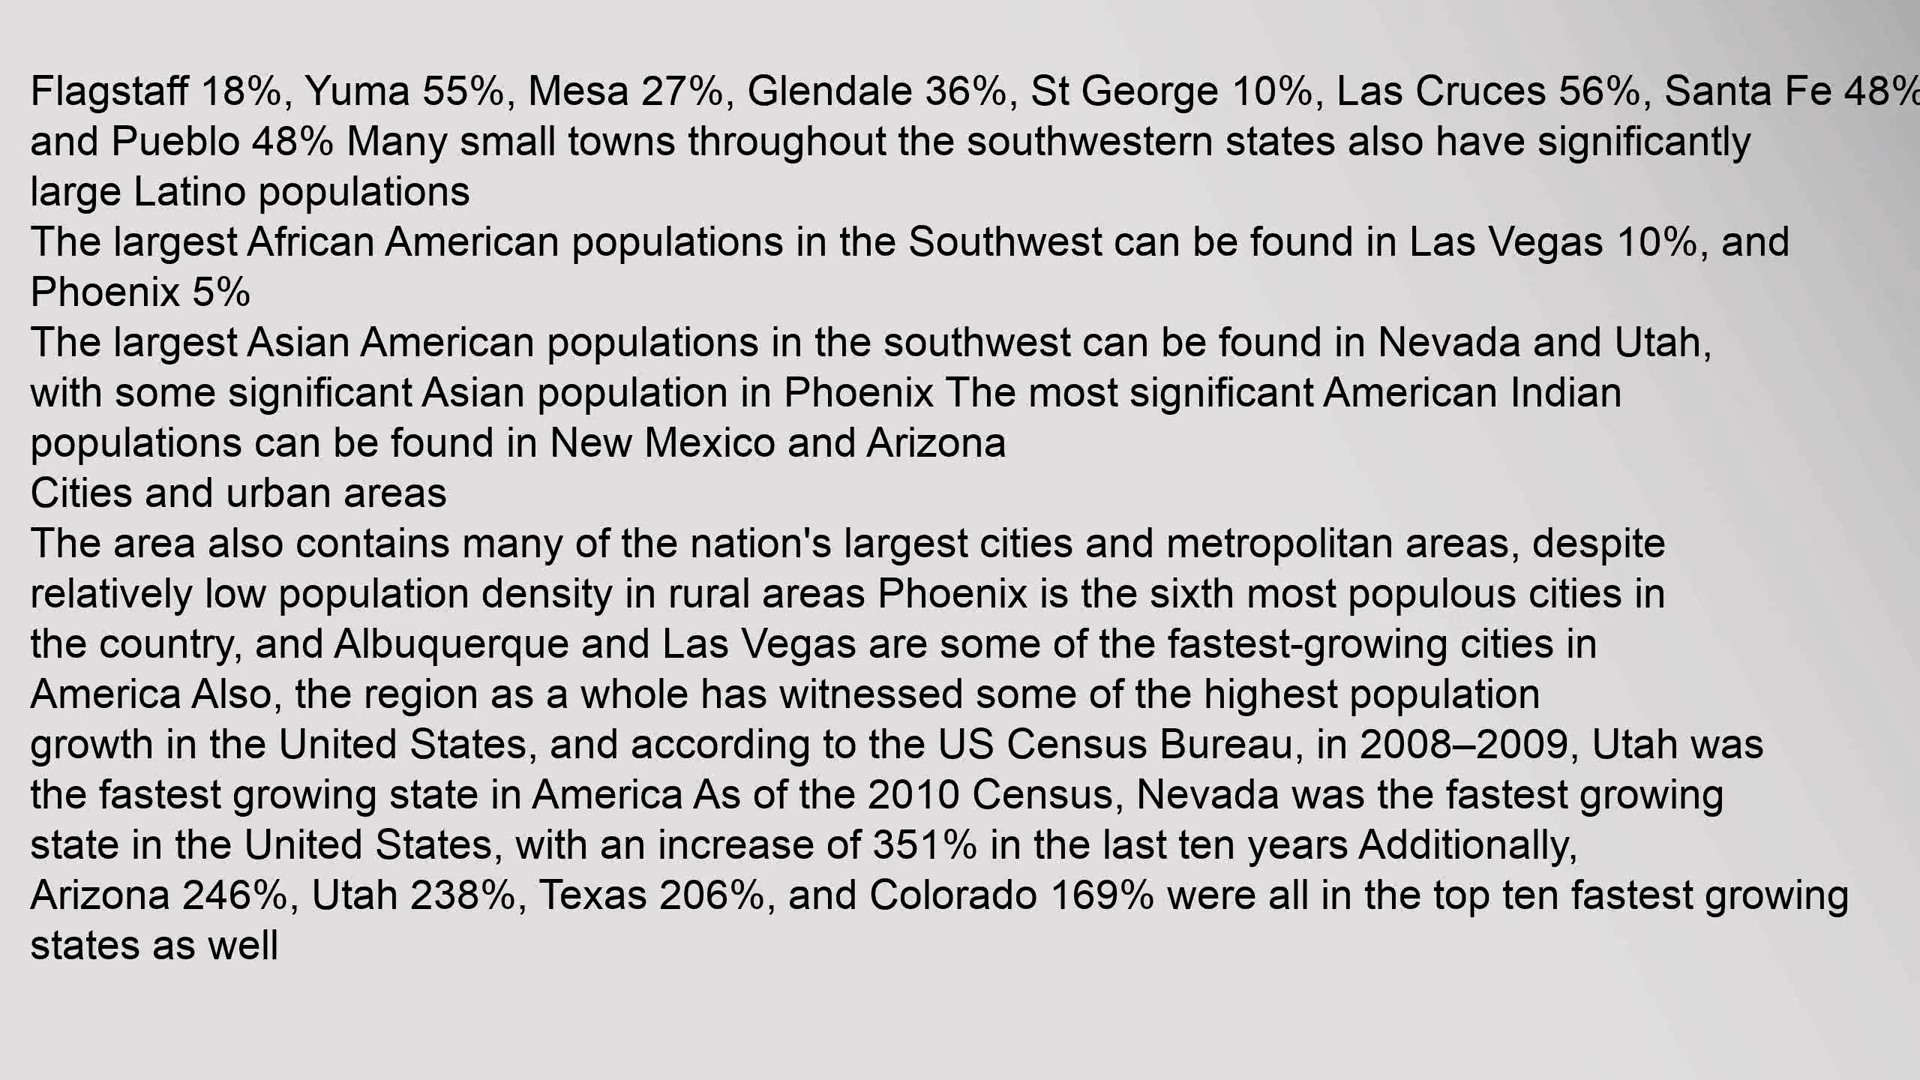 Flagstaff 18%, Yuma 55%, Mesa 27%, Glendale 36%, St George 10%, Las Cruces 56%, Santa Fe 48%
and Pueblo 48% Many small towns throughout the southwestern states also have significantly
large Latino populations
The largest African American populations in the Southwest can be found in Las Vegas 10%, and
Phoenix 5%
The largest Asian American populations in the southwest can be found in Nevada and Utah,
with some significant Asian population in Phoenix The most significant American Indian
populations can be found in New Mexico and Arizona
Cities and urban areas
The area also contains many of the nation's largest cities and metropolitan areas, despite
relatively low population density in rural areas Phoenix is the sixth most populous cities in
the country, and Albuquerque and Las Vegas are some of the fastest-growing cities in
America Also, the region as a whole has witnessed some of the highest population
growth in the United States, and according to the US Census Bureau, in 2008–2009, Utah was
the fastest growing state in America As of the 2010 Census, Nevada was the fastest growing
state in the United States, with an increase of 351% in the last ten years Additionally,
Arizona 246%, Utah 238%, Texas 206%, and Colorado 169% were all in the top ten fastest growing
states as well